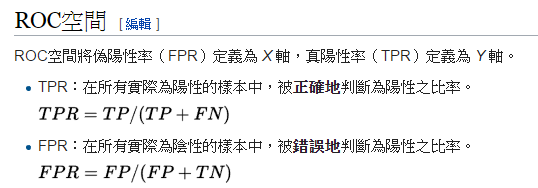 ROC空間 [編輯]
ROC空間將偽陽性率（FPR）定義為 X 軸，真陽性率（TPR）定義為 Y 軸。
• TPR：在所有實際為陽性的樣本中，被正確地判斷為陽性之比率。
TPR = TP/(TP + FN)
• FPR：在所有實際為陰性的樣本中，被錯誤地判斷為陽性之比率。
FPR = FP/(FP + TN)